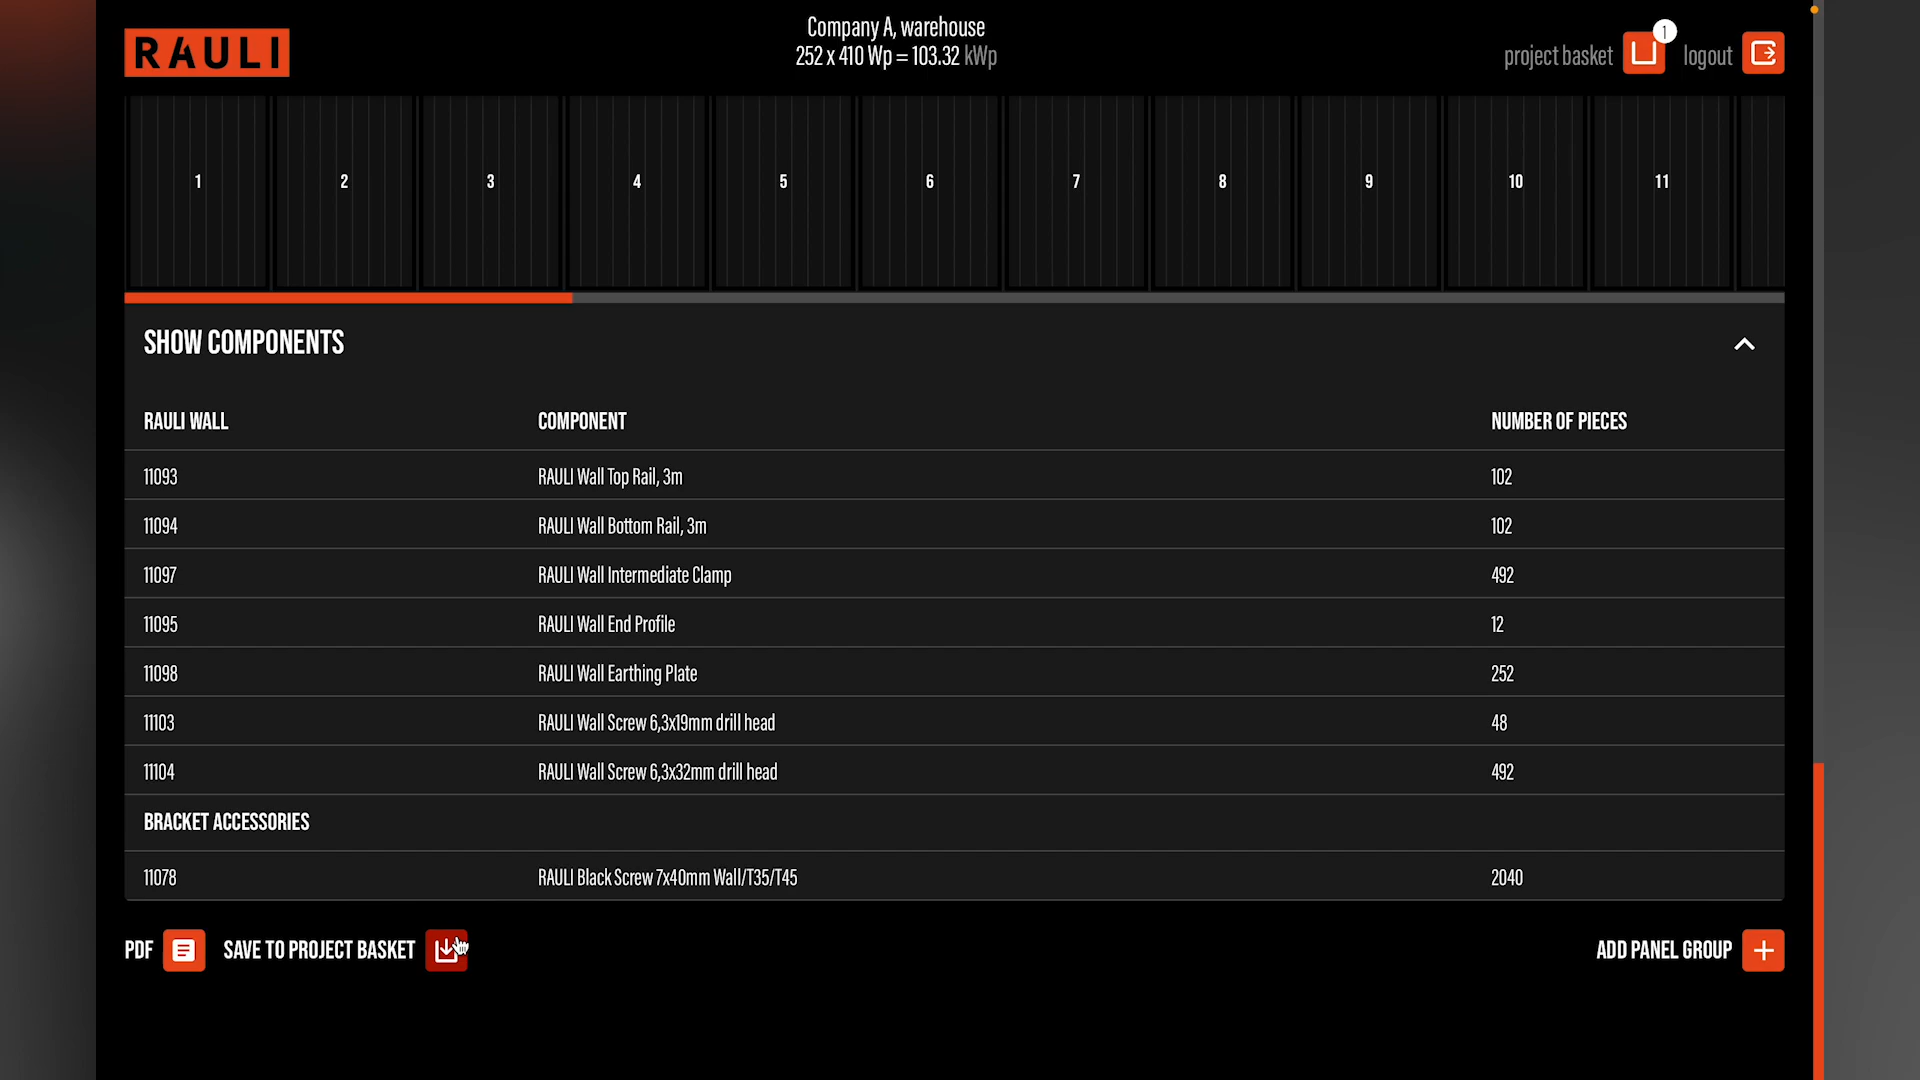 RAULI
Company A, warehouse
252 x 410 Wp = 103.32 kWp
project basket
1
logout
1 2 3 4 5 6 7 8 9 10 11
SHOW COMPONENTS
RAULI WALL COMPONENT NUMBER OF PIECES
11093 RAULI Wall Top Rail, 3m 102
11094 RAULI Wall Bottom Rail, 3m 102
11097 RAULI Wall Intermediate Clamp 492
11095 RAULI Wall End Profile 12
11098 RAULI Wall Earthing Plate 252
11103 RAULI Wall Screw 6,3x19mm drill head 48
11104 RAULI Wall Screw 6,3x32mm drill head 492
BRACKET ACCESSORIES
11078 RAULI Black Screw 7x40mm Wall/T35/T45 2040
PDF SAVE TO PROJECT BASKET ADD PANEL GROUP